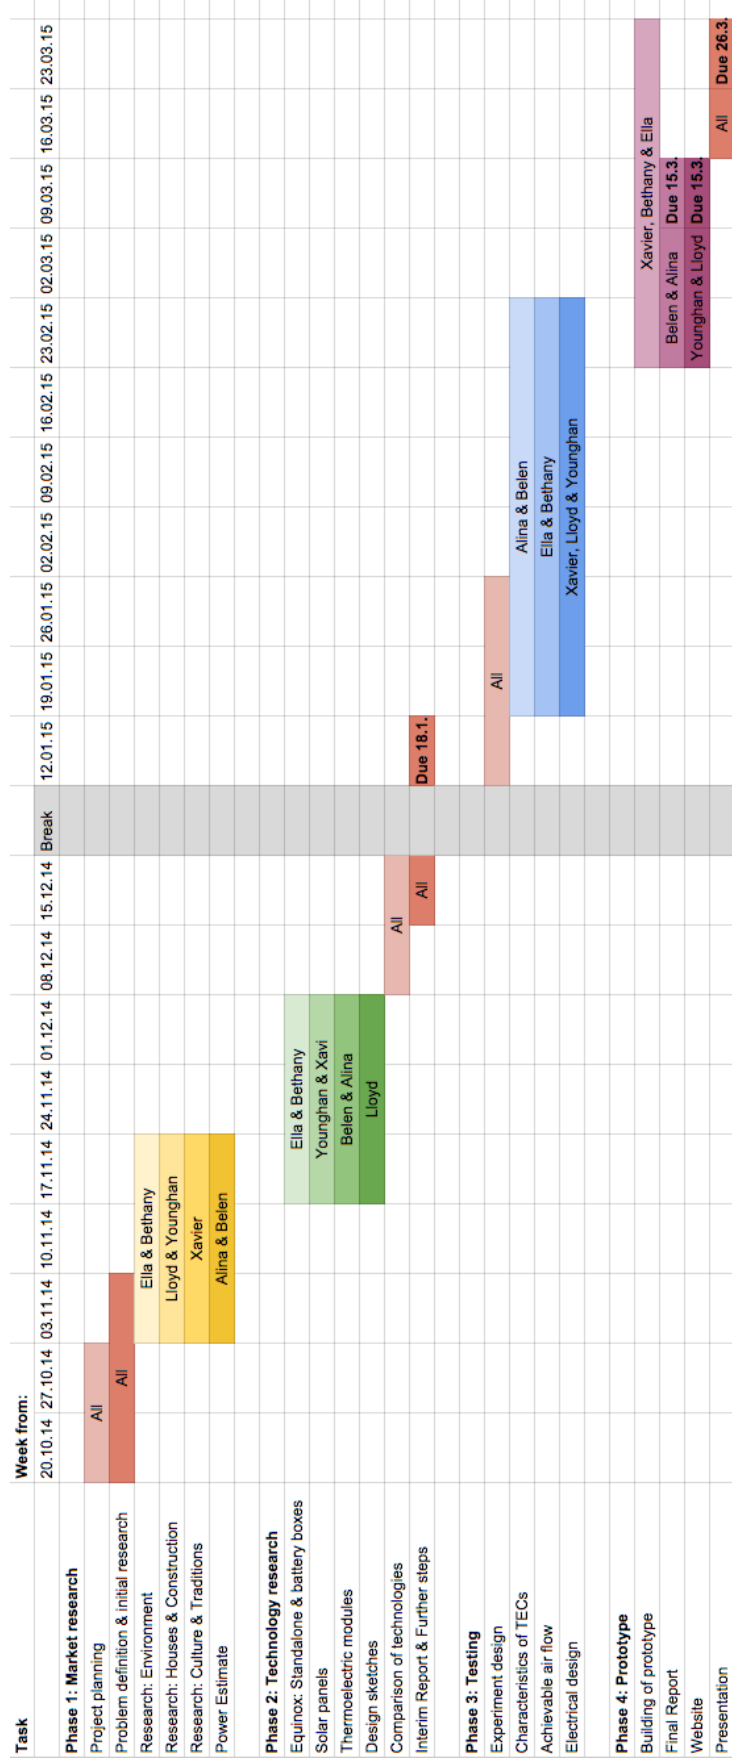 Task Week from:
20.10.14 27.10.14 03.11.14 10.11.14 17.11.14 24.11.14 01.12.14 08.12.14 15.12.14 Break 12.01.15 19.01.15 26.01.15 02.02.15 09.02.15 16.02.15 23.02.15 02.03.15 09.03.15 16.03.15 23.03.15
Phase 1: Market research
Project planning All
Problem definition & initial research All
Research: Environment Ella & Bethany
Research: Houses & Construction Lloyd & Younghan
Research: Culture & Traditions Xavier
Power Estimate Alina & Belen
Phase 2: Technology research
Equinox: Standalone & battery boxes Ella & Bethany
Solar panels Younghan & Xavi
Thermoelectric modules Belen & Alina
Design sketches Lloyd
Comparison of technologies All
Interim Report & Further steps All Due 18.1.
Phase 3: Testing
Experiment design All
Characteristics of TECs Alina & Belen
Achievable air flow Ella & Bethany
Electrical design Xavier, Lloyd & Younghan
Phase 4: Prototype
Building of prototype Xavier, Bethany & Ella
Final Report Belen & Alina Due 15.3.
Website Younghan & Lloyd Due 15.3.
Presentation All Due 26.3.